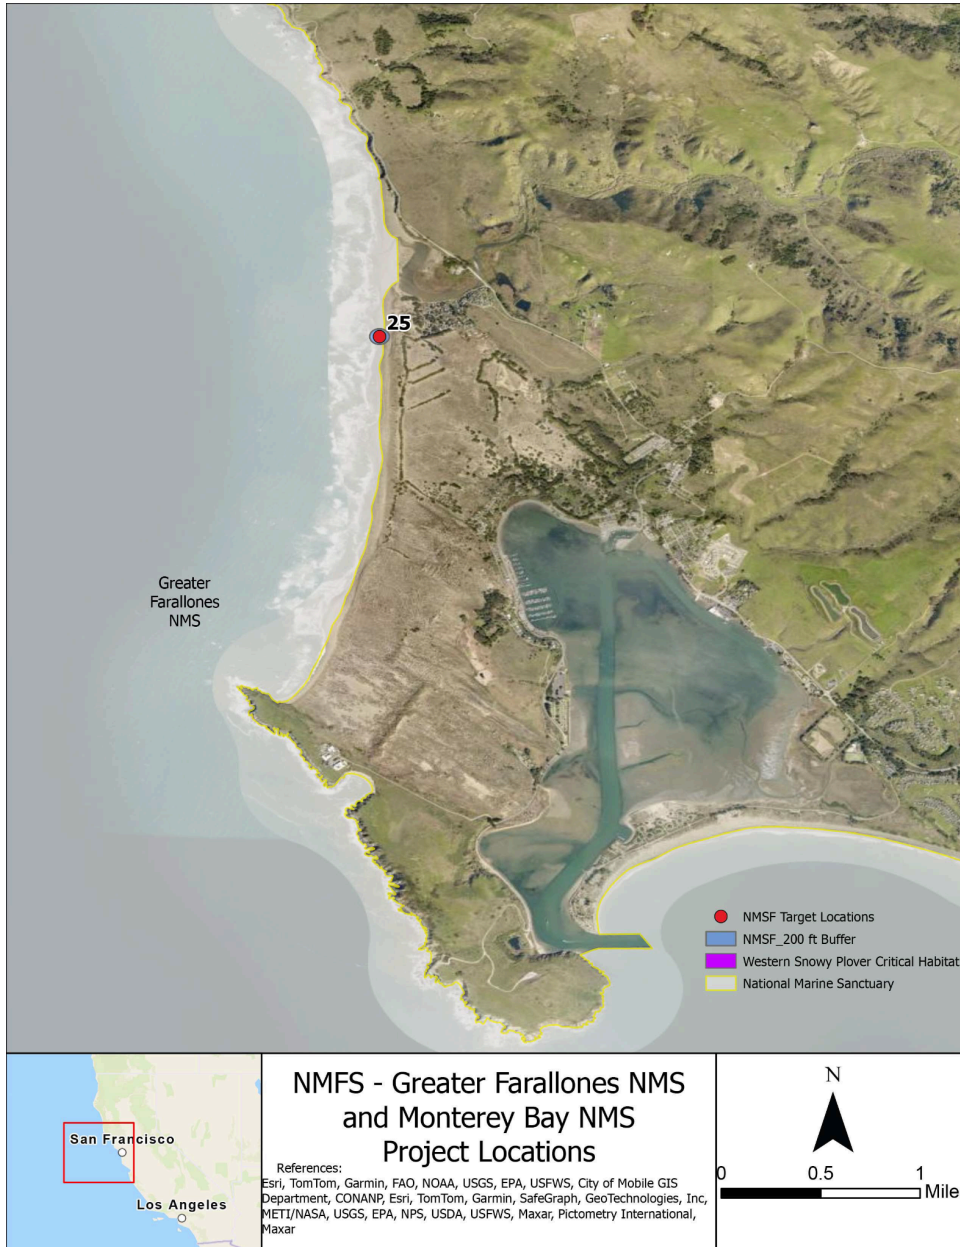 25
Greater
Farallones
NMS
NMSF Target Locations
NMSF_200 ft Buffer
Western Snowy Plover Critical Habitat
National Marine Sanctuary
San Francisco
Los Angeles
NMFS - Greater Farallones NMS
and Monterey Bay NMS
Project Locations
References:
Esri, TomTom, Garmin, FAO, NOAA, USGS, EPA, USFWS, City of Mobile GIS
Department, CONANP, Esri, TomTom, Garmin, SafeGraph, GeoTechnologies, Inc,
METI/NASA, USGS, EPA, NPS, USDA, USFWS, Maxar, Pictometry International,
Maxar
N
0 0.5 1
Mile